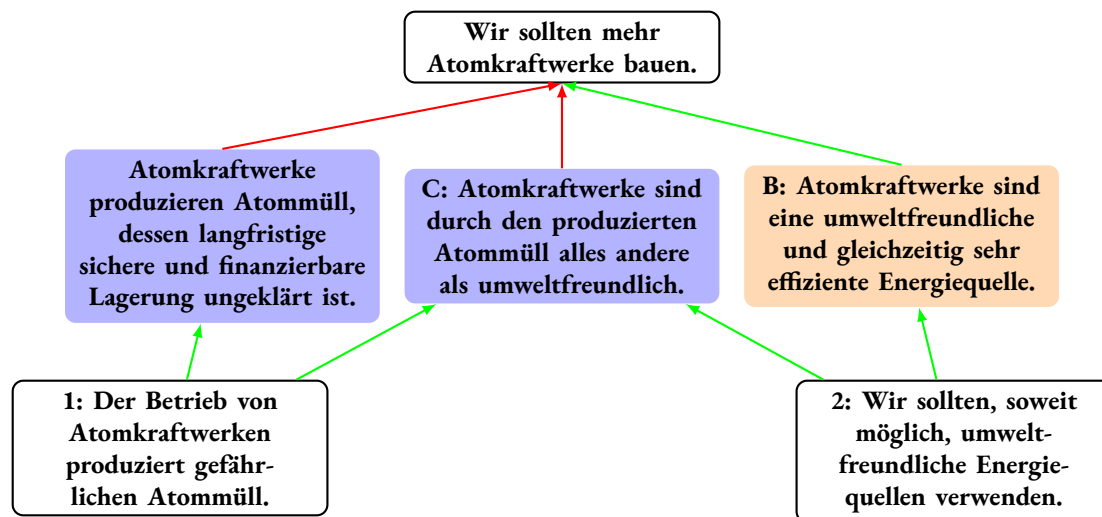 Wir sollten mehr
Atomkraftwerke bauen.
Atomkraftwerke
produzieren Atommüll,
dessen langfristige
sichere und finanzierbare
Lagerung ungeklärt ist.
C: Atomkraftwerke sind
durch den produzierten
Atommüll alles andere
als umweltfreundlich.
B: Atomkraftwerke sind
eine umweltfreundliche
und gleichzeitig sehr
effiziente Energiequelle.
1: Der Betrieb von
Atomkraftwerken
produziert gefähr-
lichen Atommüll.
2: Wir sollten, soweit
möglich, umwelt-
freundliche Energie-
quellen verwenden.